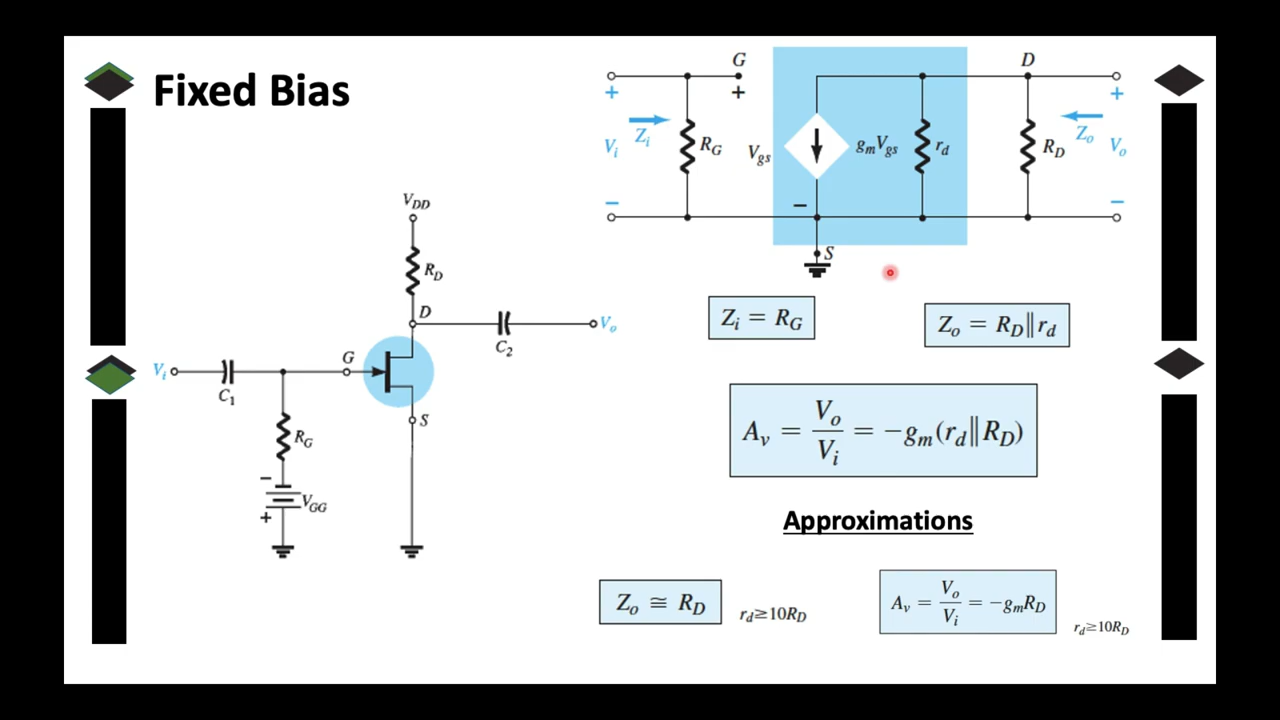 Fixed Bias
G
D
+
+
+
Z_i
Z_o
V_i
R_G
V_gs
g_mV_gs
r_d
R_D
V_o
−
−
−
S
V_DD
R_D
D
V_o
C_2
G
V_i
C_1
S
R_G
−
V_GG
+
Z_i = R_G
Z_o = R_D∥r_d
A_v = V_o/V_i = −g_m(r_d∥R_D)
Approximations
Z_o ≅ R_D
r_d≥10R_D
A_v = V_o/V_i = −g_mR_D
r_d≥10R_D